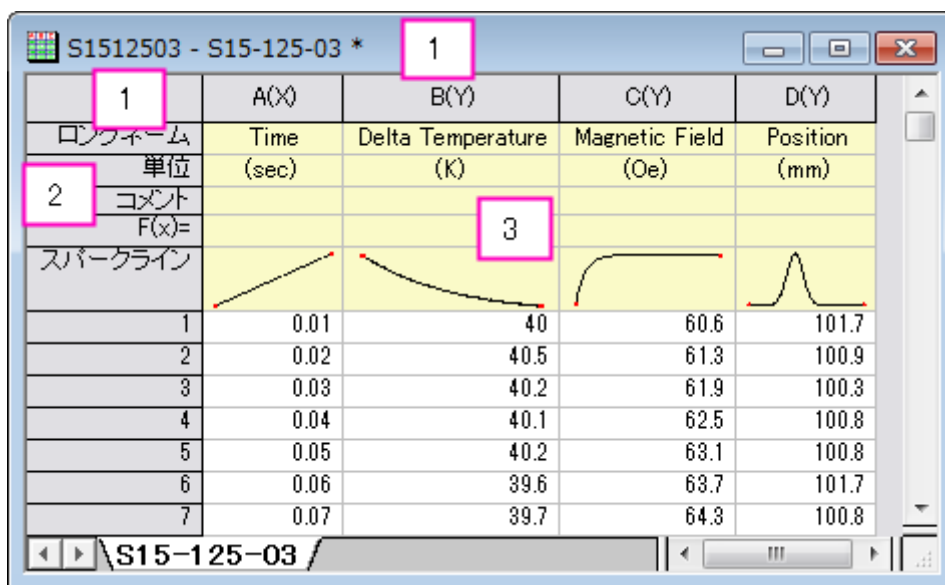 S1512503 - S15-125-03 *
1
1
A(X) B(Y) C(Y) D(Y)
ロングネーム Time Delta Temperature Magnetic Field Position
単位 (sec) (K) (Oe) (mm)
2
コメント
F(x)=
3
スパークライン
1 0.01 40 60.6 101.7
2 0.02 40.5 61.3 100.9
3 0.03 40.2 61.9 100.3
4 0.04 40.1 62.5 100.8
5 0.05 40.2 63.1 100.8
6 0.06 39.6 63.7 101.7
7 0.07 39.7 64.3 100.8
S15-125-03